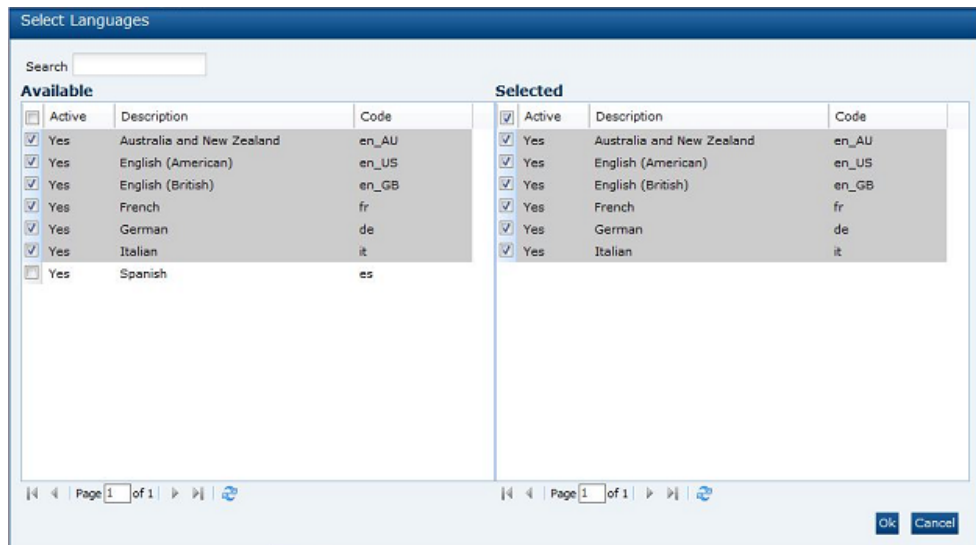 Select Languages
Search
Available
Active Description Code
Yes Australia and New Zealand en_AU
Yes English (American) en_US
Yes English (British) en_GB
Yes French fr
Yes German de
Yes Italian it
Yes Spanish es
Page 1 of 1
Selected
Active Description Code
Yes Australia and New Zealand en_AU
Yes English (American) en_US
Yes English (British) en_GB
Yes French fr
Yes German de
Yes Italian it
Page 1 of 1
Ok Cancel